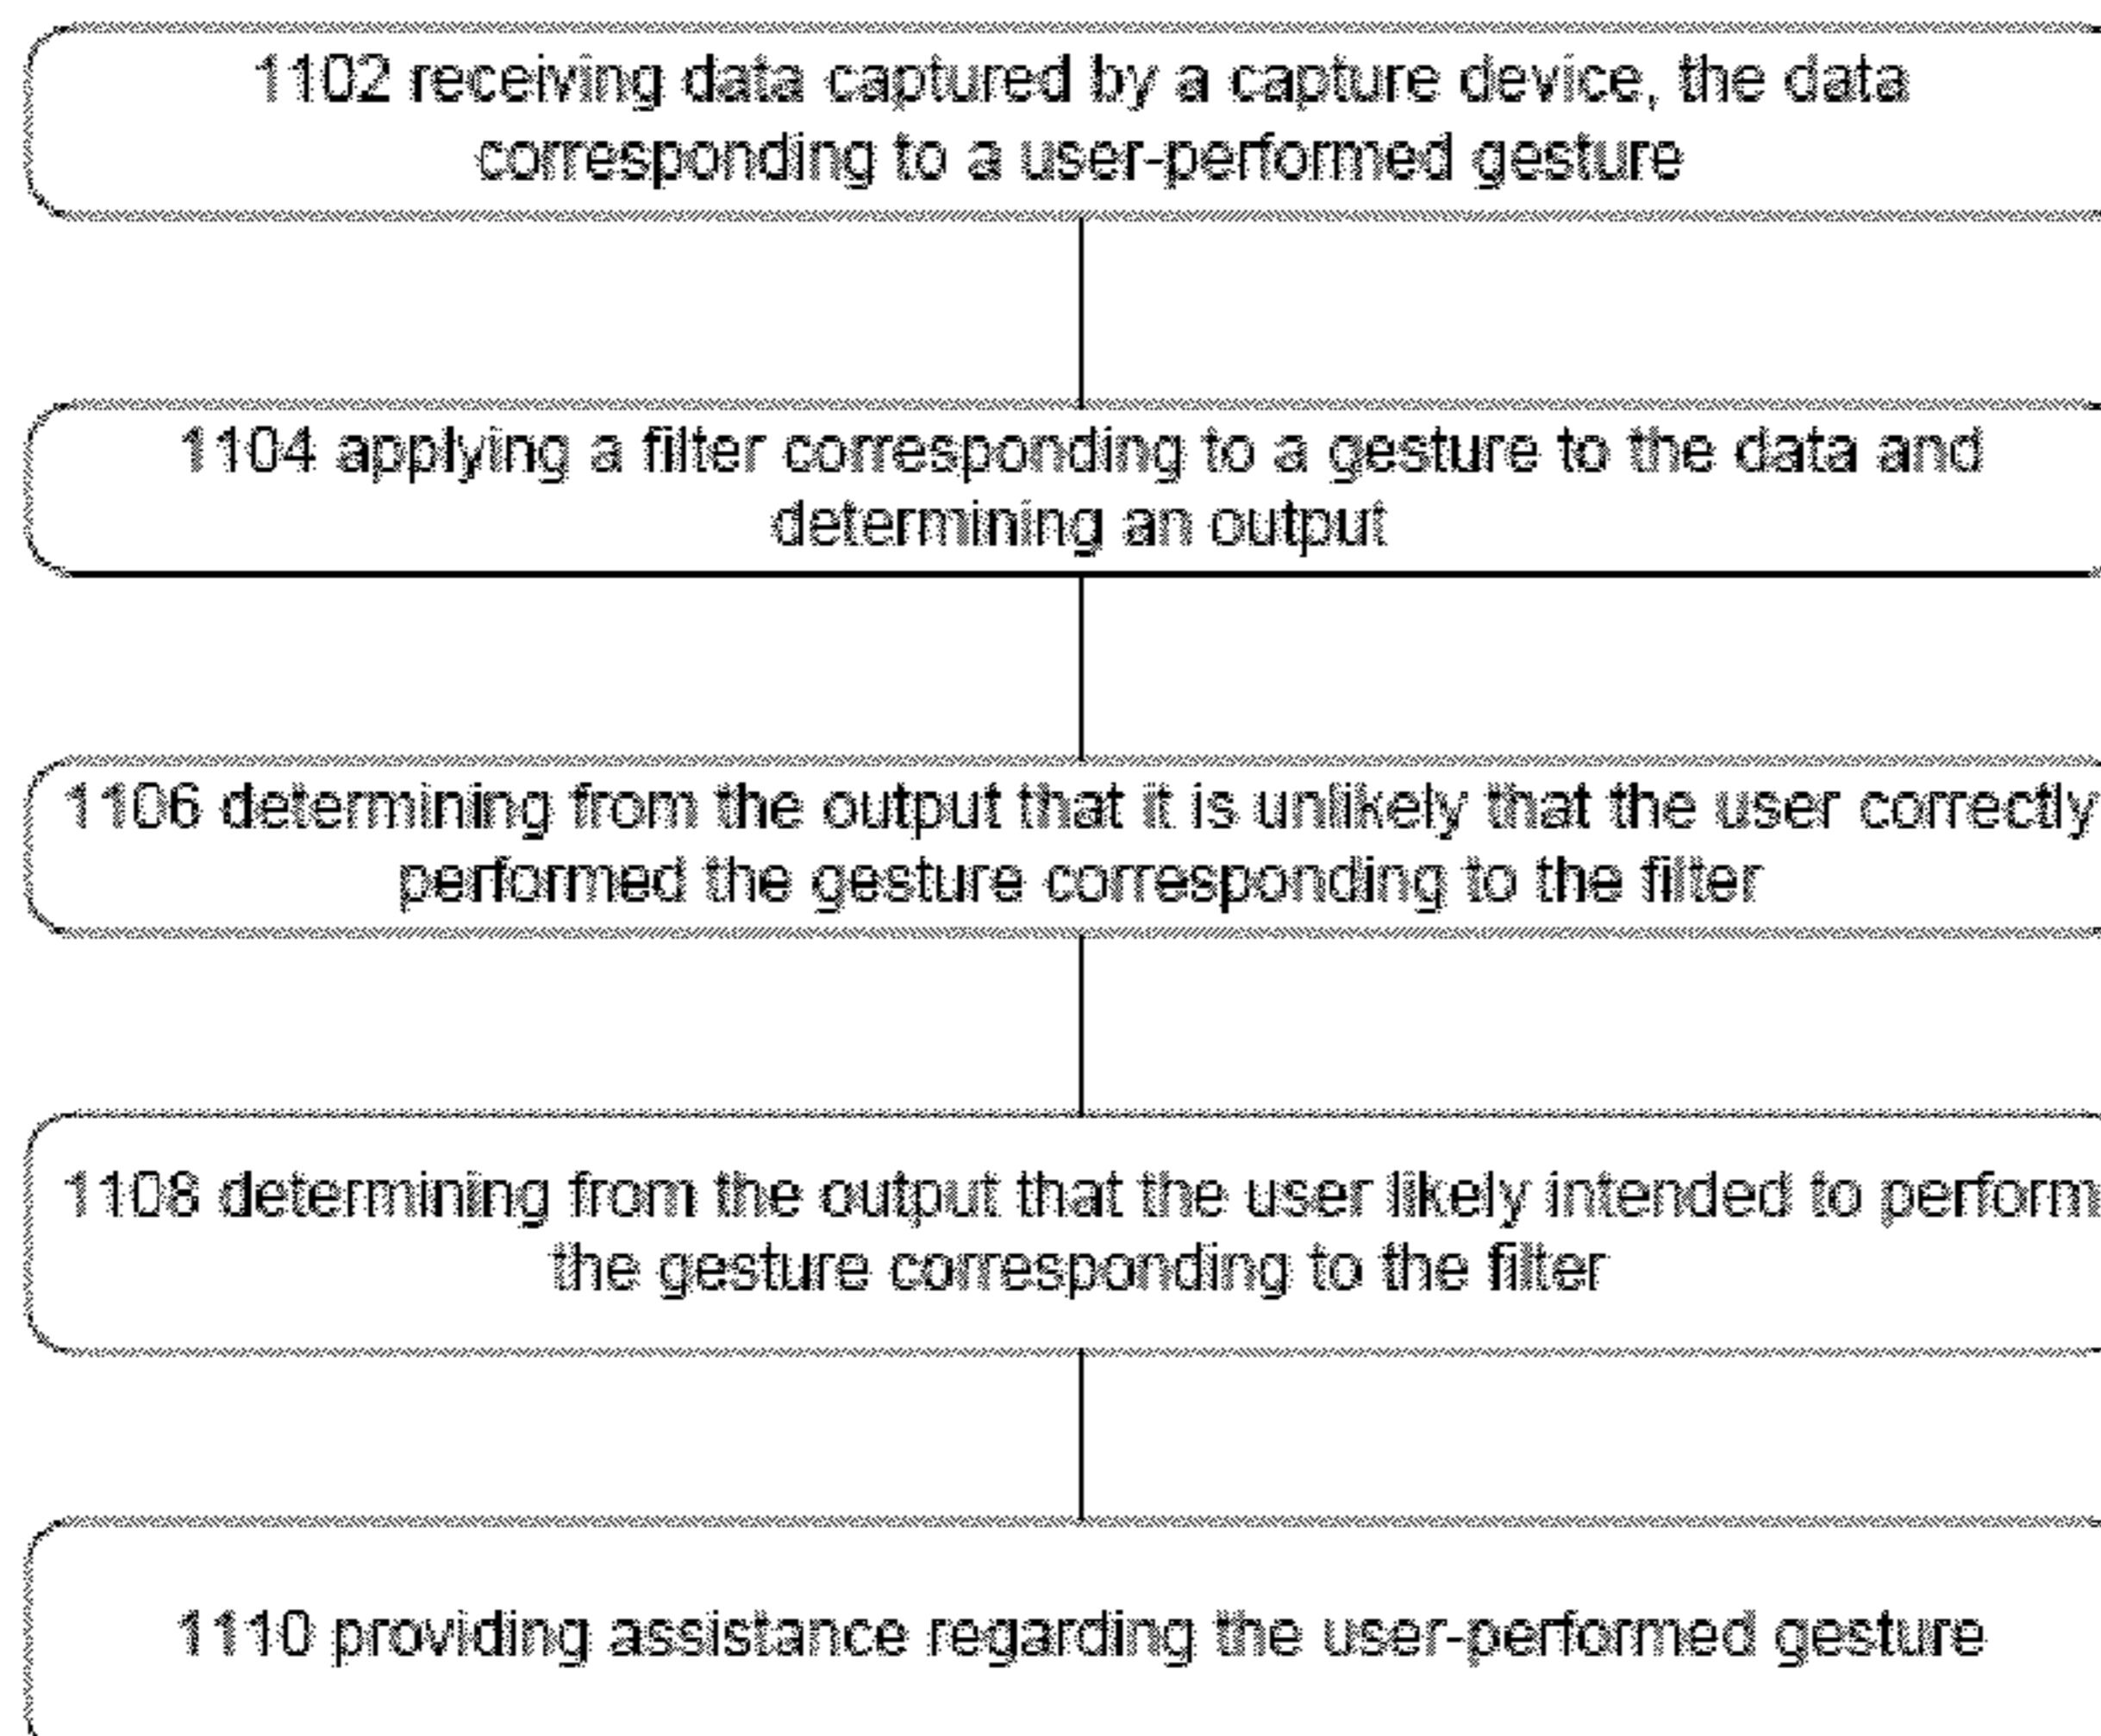 1102 receiving data captured by a capture device, the data
corresponding to a user-performed gesture
1104 applying a filter corresponding to a gesture to the data and
determining an output
1106 determining from the output that it is unlikely that the user correctly
performed the gesture corresponding to the filter
1108 determining from the output that the user likely intended to perform
the gesture corresponding to the filter
1110 providing assistance regarding the user-performed gesture